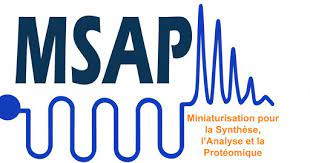 MSAP
Miniaturisation pour
la Synthèse,
l'Analyse et la
Protéomique